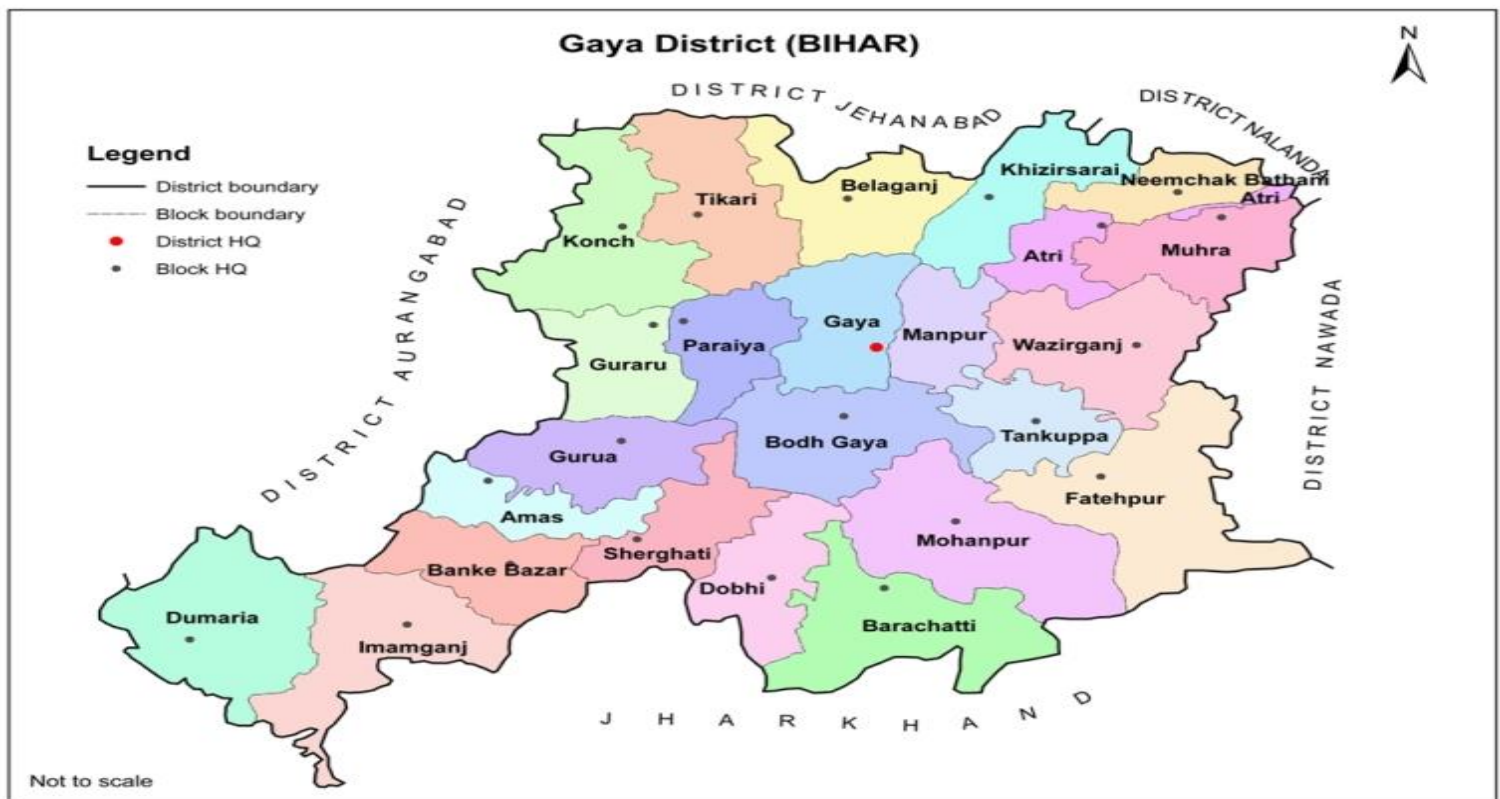 Gaya District (BIHAR)
N
DISTRICT JEHANABAD
DISTRICT NALANDA
Legend
District boundary
Block boundary
District HQ
Block HQ
DISTRICT AURANGABAD
DISTRICT NAWADA
Khizirsarai
Neemchak Bathani
Belaganj
Tikari
Atri
Konch
Muhra
Atri
Gaya
Manpur
Wazirganj
Paraiya
Guraru
Tankuppa
Bodh Gaya
Gurua
Fatehpur
Amas
Mohanpur
Sherghati
Banke Bazar
Dobhi
Dumaria
Barachatti
Imamganj
JHARKHAND
Not to scale